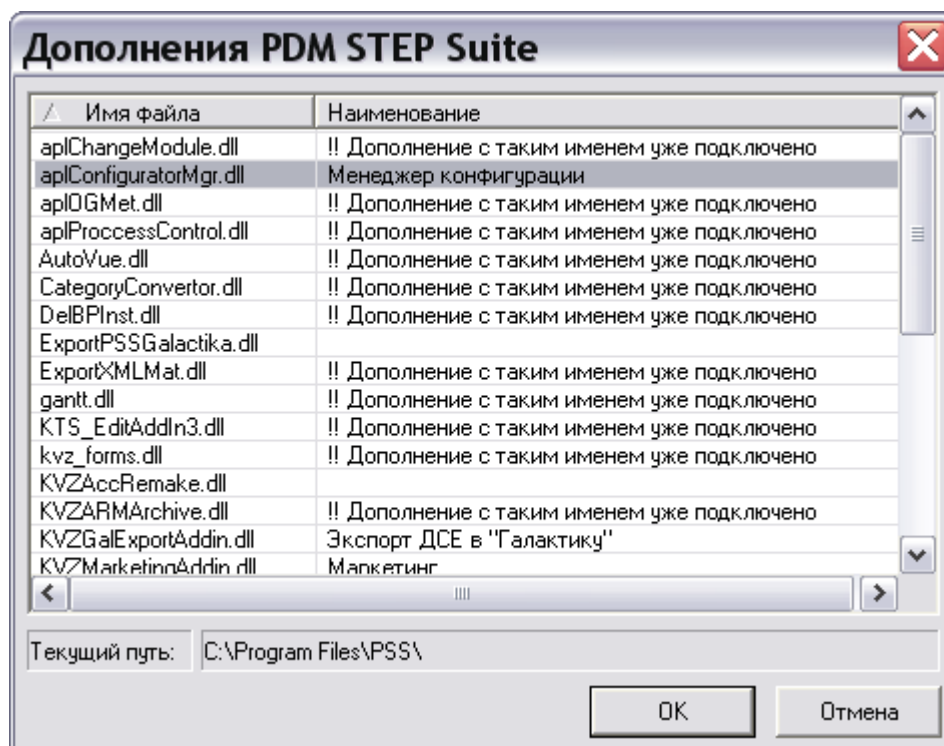 Дополнения PDM STEP Suite
Имя файла Наименование
aplChangeModule.dll !! Дополнение с таким именем уже подключено
aplConfiguratorMgr.dll Менеджер конфигурации
aplOGMet.dll !! Дополнение с таким именем уже подключено
aplProccessControl.dll !! Дополнение с таким именем уже подключено
AutoVue.dll !! Дополнение с таким именем уже подключено
CategoryConvertor.dll !! Дополнение с таким именем уже подключено
DelBPInst.dll !! Дополнение с таким именем уже подключено
ExportPSSGalactika.dll
ExportXMLMat.dll !! Дополнение с таким именем уже подключено
gantt.dll !! Дополнение с таким именем уже подключено
KTS_EditAddIn3.dll !! Дополнение с таким именем уже подключено
kvz_forms.dll !! Дополнение с таким именем уже подключено
KVZAccRemake.dll
KVZARMArchive.dll !! Дополнение с таким именем уже подключено
KVZGalExportAddin.dll Экспорт ДСЕ в "Галактику"
KVZMarketingAddin.dll Маркетинг
Текущий путь: C:\Program Files\PSS\
OK Отмена